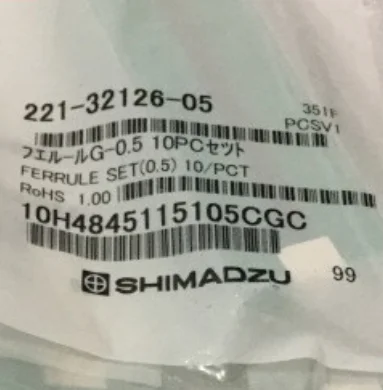 221-32126-05
351F
PCSV1
フエルールG-0.5 10PCセット
FERRULE SET(0.5) 10/PCT
RoHS 1.00
10H4845115105CGC
SHIMADZU
99